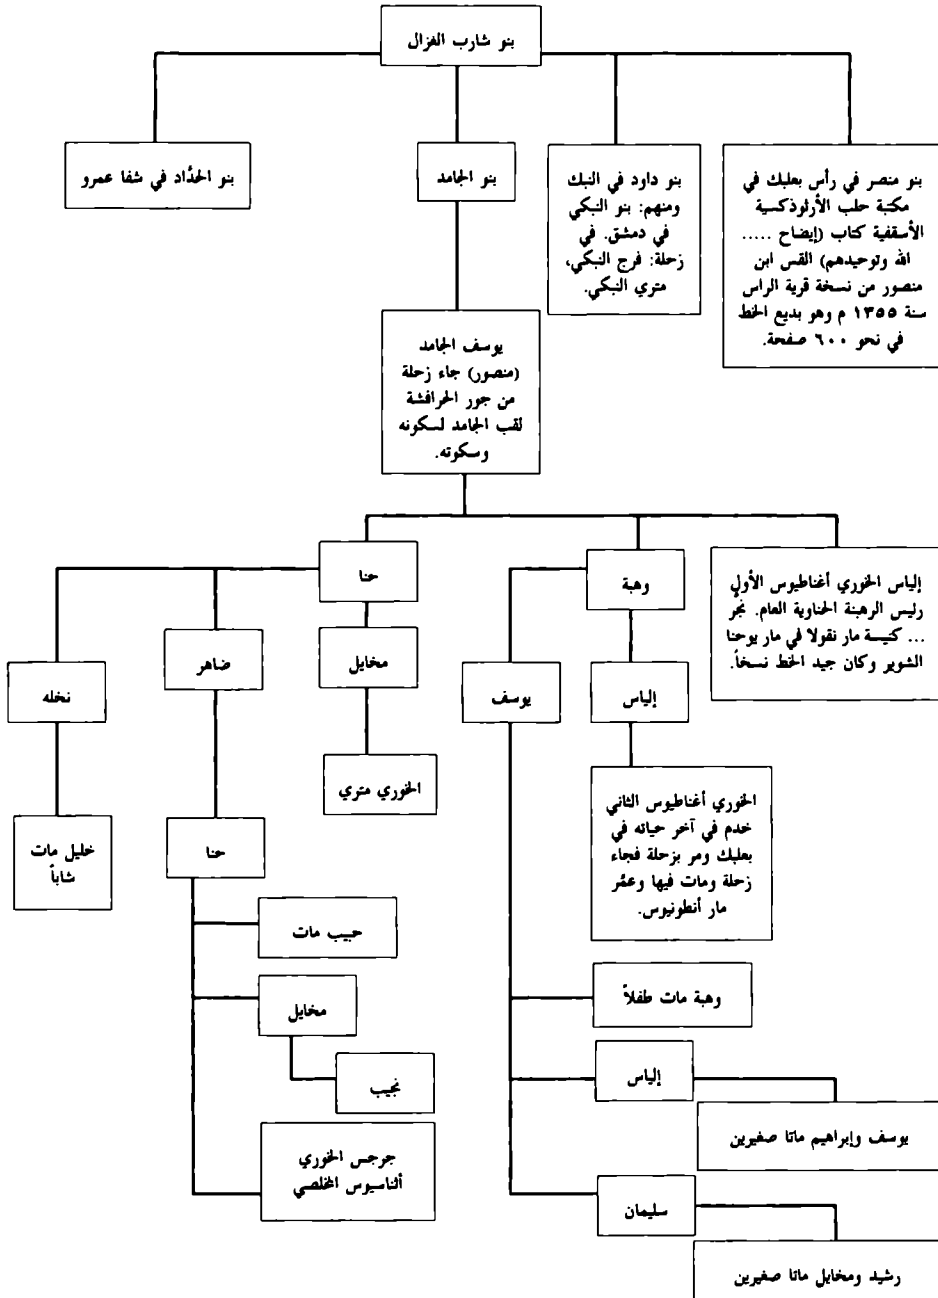 بنو شارب الغزال
بنو منصر في رأس بعلبك في
مكتبة حلب الأرثوذكسية
الأسقفية كتاب (إيضاح .....
الله وتوحيدهم) القس ابن
منصور من نسخة قرية الراس
سنة ١٣٥٥ م وهو بديع الخط
في نحو ٦٠٠ صفحة.
بنو داود في النبك
ومنهم: بنو النبكي
في دمشق. في
زحلة: فرج النبكي،
متري النبكي.
بنو الجامد
بنو الحدّاد في شفا عمرو
يوسف الجامد
(منصور) جاء زحلة
من جور الحرافشة
لقب الجامد لسكونه
وسكوته.
إلياس الخوري أغناطيوس الأول
رئيس الرهبنة الحناوية العام. نجّر
... كنيسة مار نقولا في مار يوحنا
الشوير وكان جيد الخط نسخاً.
وهبة
حنا
إلياس
يوسف
مخايل
ضاهر
نخله
الخوري أغناطيوس الثاني
خدم في آخر حياته في
بعلبك ومر بزحلة فجاء
زحلة ومات فيها وعمّر
مار أنطونيوس.
الخوري متري
حنا
خليل مات
شاباً
حبيب مات
وهبة مات طفلاً
مخايل
إلياس
نجيب
يوسف وإبراهيم ماتا صغيرين
جرجس الخوري
أثناسيوس المخلصي
سليمان
رشيد ومخايل ماتا صغيرين